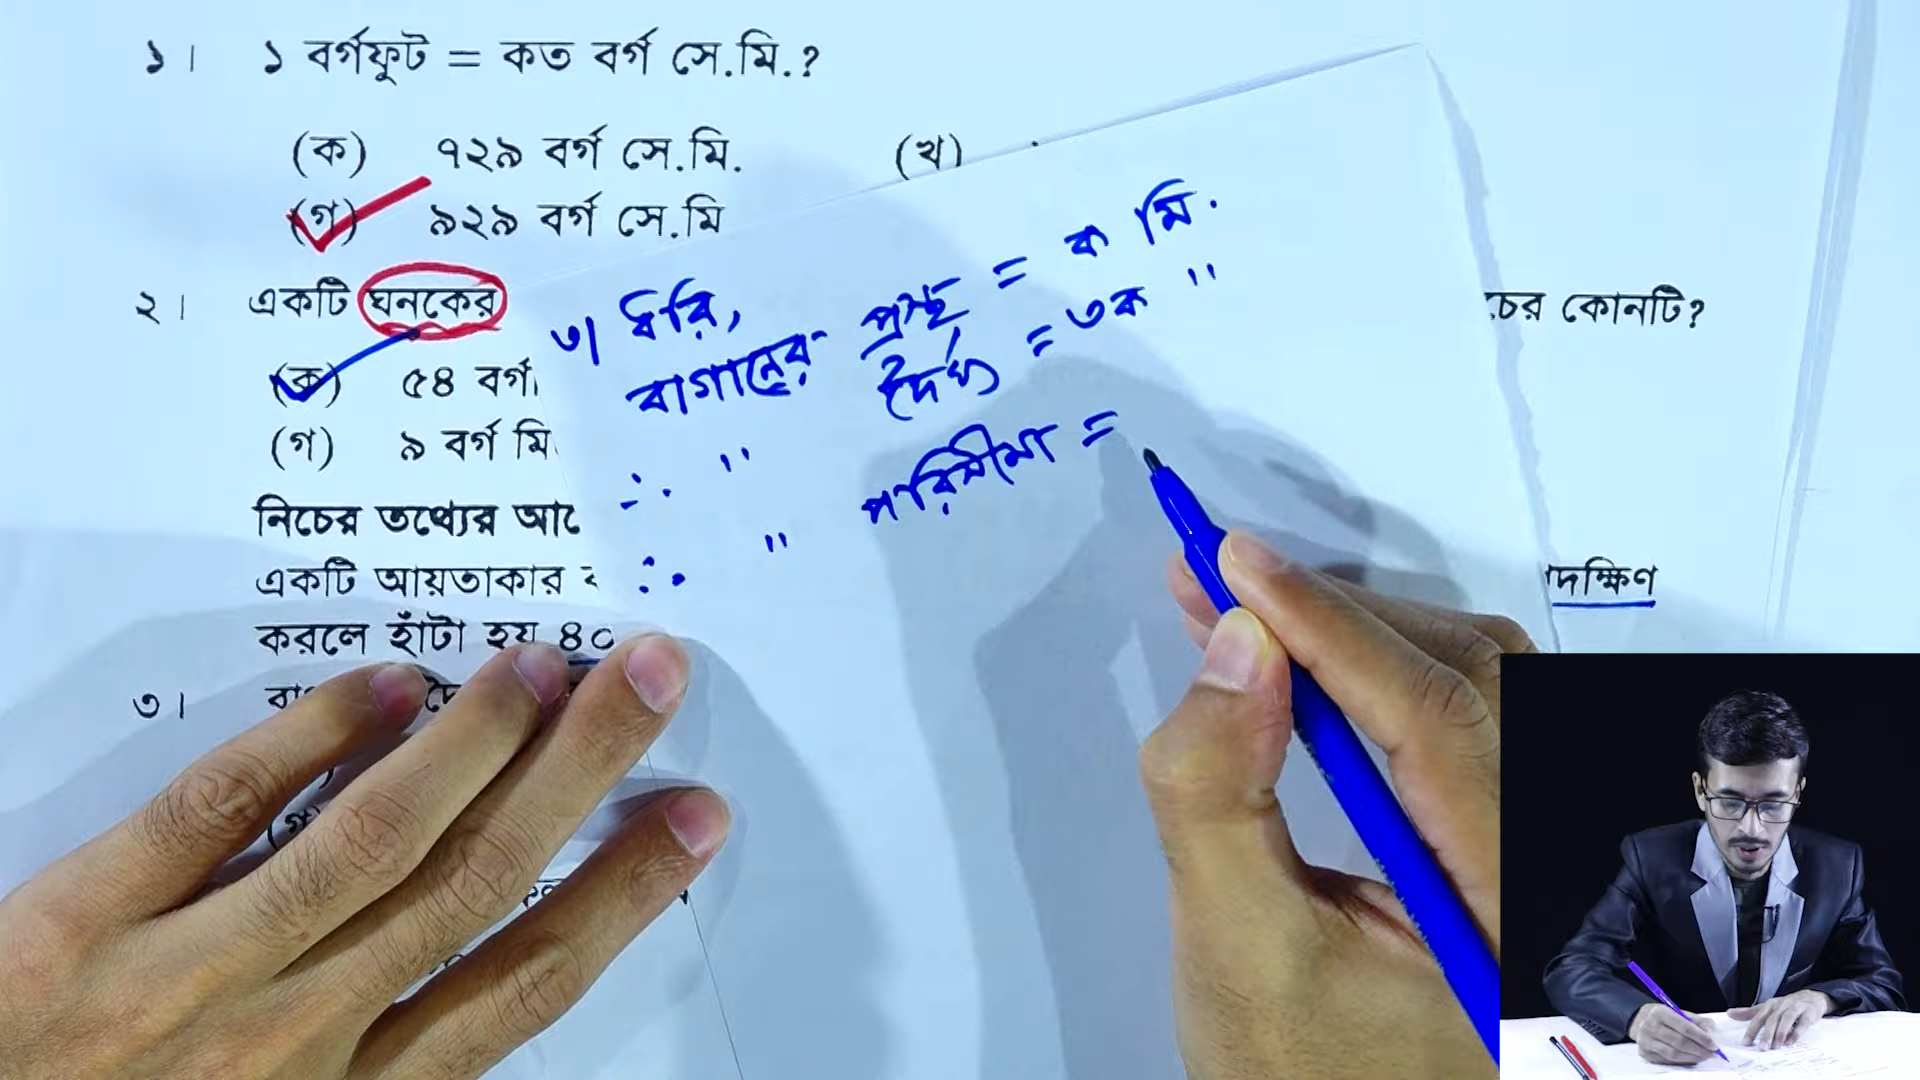 ১। ১ বর্গফুট = কত বর্গ সে.মি.?
(ক) ৭২৯ বর্গ সে.মি. (খ)
(গ) ৯২৯ বর্গ সে.মি
২। একটি ঘনকের চের কোনটি?
(ক) ৫৪ বর্গ
(গ) ৯ বর্গ মি
নিচের তথ্যের আ
একটি আয়তাকার দক্ষিণ
করলে হাঁটা হয় ৪০
৩।
৩। ধরি,
বাগানের প্রস্থ = ক মি.
∴ " দৈর্ঘ্য = ৩ক "
∴ " পরিসীমা =